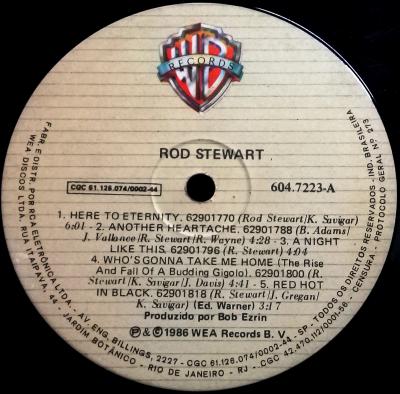 WB
RECORDS
ROD STEWART
CGC 61.126.074/0002-44
604.7223-A
1. HERE TO ETERNITY. 62901770 (Rod Stewart/K. Savigar)
6:01 - 2. ANOTHER HEARTACHE. 62901788 (B. Adams/
J. Vallance/R. Stewart/R. Wayne) 4:28 - 3. A NIGHT
LIKE THIS. 62901796 (R. Stewart) 4:04
4. WHO'S GONNA TAKE ME HOME (The Rise
And Fall Of A Budding Gigolo). 62901800 (R.
Stewart/K. Savigar/J. Davis) 4:41 - 5. RED HOT
IN BLACK. 62901818 (R. Stewart/J. Gregan/
K. Savigar) (Ed. Warner) 3:17
Produzido por Bob Ezrin
Ⓟ & © 1986 WEA Records B. V.
FABR. E DISTR. POR RCA ELETRÔNICA LTDA. - AV. ENG. BILLINGS, 2227 - CGC 61.126.074/0002-44 - SP - TODOS OS DIREITOS RESERVADOS - IND. BRASILEIRA
WEA DISCOS LTDA. RUA ITAIPAVA 44 - JARDIM BOTÂNICO - RIO DE JANEIRO - RJ - CGC 42.470.112/0001-56 - CENSURA - PROTOCOLO GERAL Nº 273